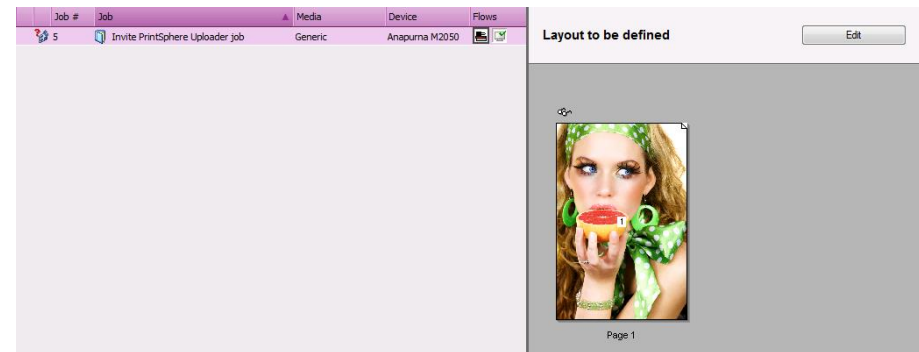 Job # Job Media Device Flows
5 Invite PrintSphere Uploader job Generic Anapurna M2050
Layout to be defined Edit
1
Page 1